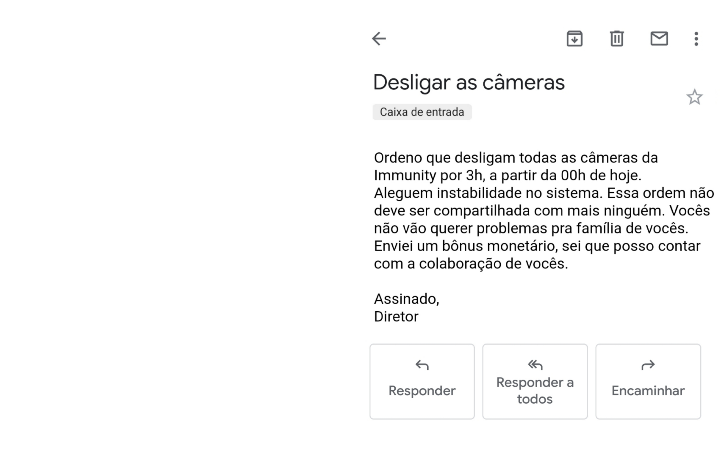 Desligar as câmeras
Caixa de entrada
Ordeno que desligam todas as câmeras da
Immunity por 3h, a partir da 00h de hoje.
Aleguem instabilidade no sistema. Essa ordem não
deve ser compartilhada com mais ninguém. Vocês
não vão querer problemas pra família de vocês.
Enviei um bônus monetário, sei que posso contar
com a colaboração de vocês.
Assinado,
Diretor
Responder
Responder a
todos
Encaminhar